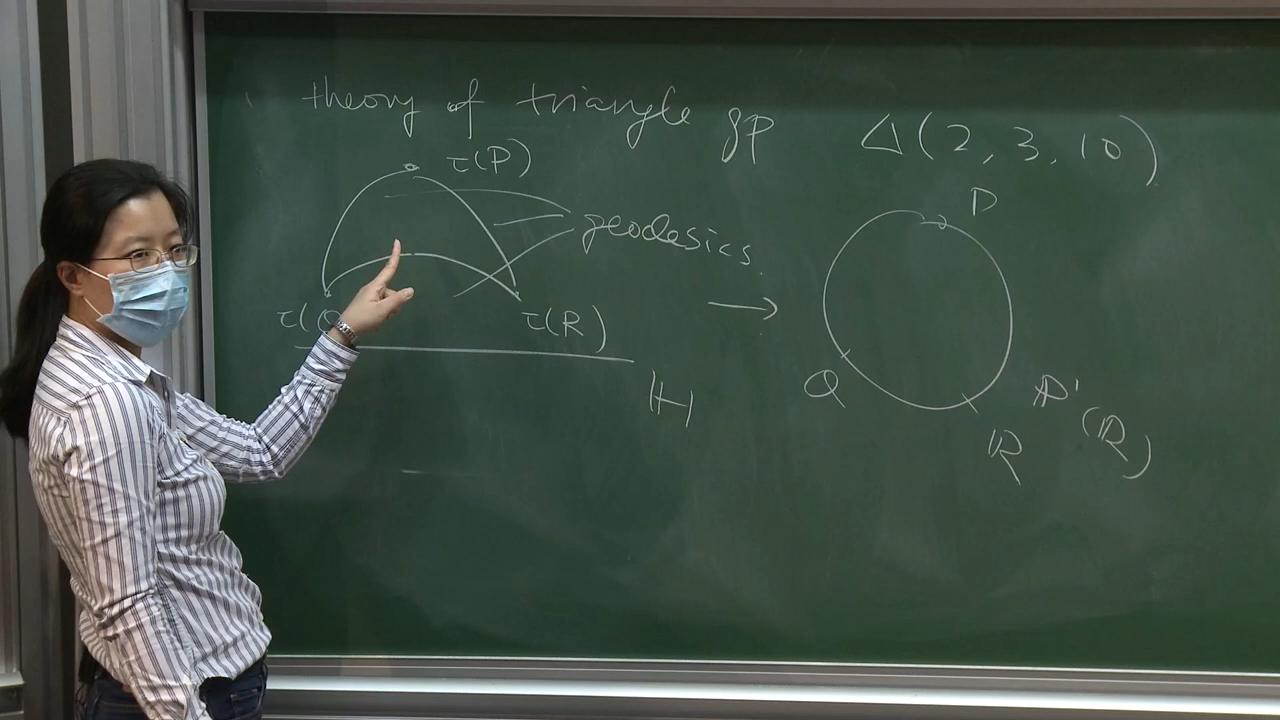 theory of triangle gp Δ(2, 3, 10)
τ(P)
P
geodesics.
τ(Q
τ(R)
→
Q
P'(R)
H
R